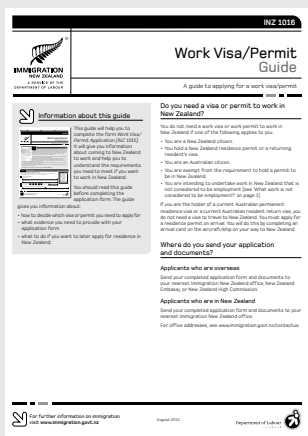 INZ 1016
IMMIGRATION
NEW ZEALAND
A SERVICE OF THE
DEPARTMENT OF LABOUR
Work Visa/Permit
Guide
A guide to applying for a work visa/permit
Information about this guide
This guide will help you to
complete the form Work Visa/
Permit Application (INZ 1015).
It will give you information
about coming to New Zealand
to work and help you to
understand the requirements
you need to meet if you want
to work in New Zealand.
You should read this guide
before completing the
application form. The guide
gives you information about:
• how to decide which visa or permit you need to apply for
• what evidence you need to provide with your
application form
• what to do if you want to later apply for residence in
New Zealand.
Do you need a visa or permit to work in
New Zealand?
You do not need a work visa or work permit to work in
New Zealand if one of the following applies to you.
• You are a New Zealand citizen.
• You hold a New Zealand residence permit or a returning
resident's visa.
• You are an Australian citizen.
• You are exempt from the requirement to hold a permit to
be in New Zealand.
• You are intending to undertake work in New Zealand that is
not considered to be employment (see "What work is not
considered to be employment?" on page 3).
If you are the holder of a current Australian permanent
residence visa or a current Australian resident return visa, you
do not need a visa to travel to New Zealand. You must apply for
a residence permit on arrival. You will do this by completing an
arrival card on the aircraft/ship on your way to New Zealand.
Where do you send your application
and documents?
Applicants who are overseas
Send your completed application form and documents to
your nearest Immigration New Zealand office, New Zealand
Embassy, or New Zealand High Commission.
Applicants who are in New Zealand
Send your completed application form and documents to your
nearest Immigration New Zealand office.
For office addresses, see www.immigration.govt.nz/contactus.
For further information on immigration
visit www.immigration.govt.nz
August 2010
Department of Labour